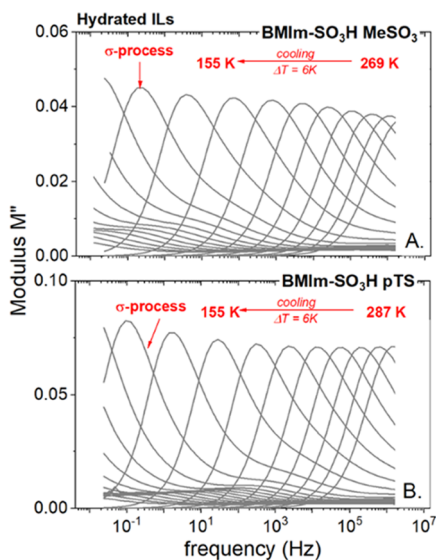 Hydrated ILs
BMIm-SO₃H MeSO₃
σ-process
155 K
cooling
ΔT = 6K
269 K
0.06
0.04
0.02
0.00
A.
Modulus M"
BMIm-SO₃H pTS
σ-process
155 K
cooling
ΔT = 6K
287 K
0.10
0.05
0.00
B.
10⁻¹ 10¹ 10³ 10⁵ 10⁷
frequency (Hz)